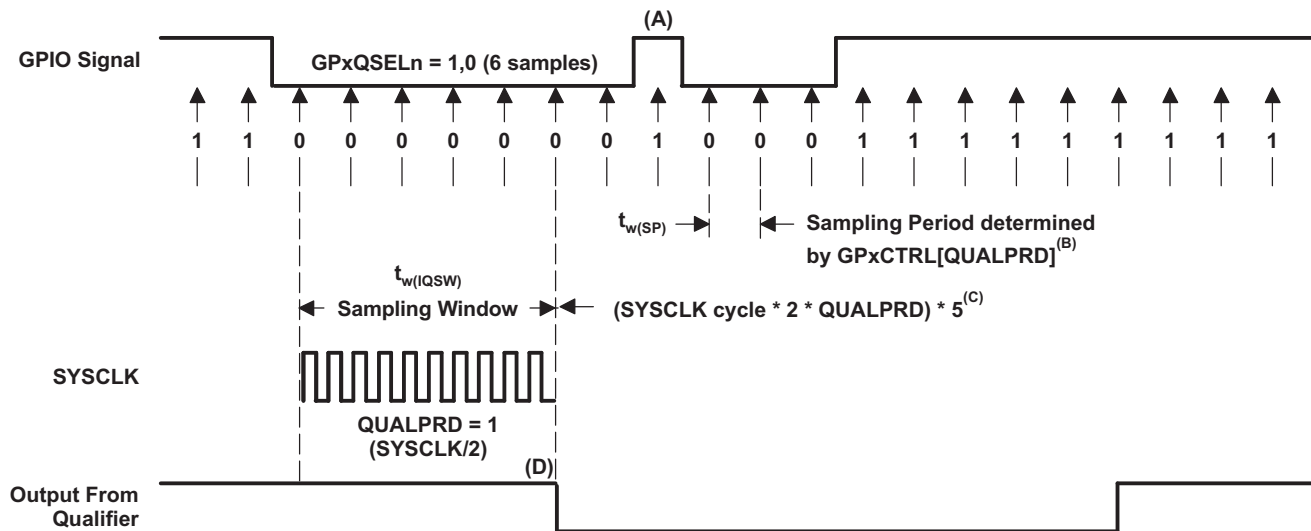 (A)
GPIO Signal
GPxQSELn = 1,0 (6 samples)
1 1 0 0 0 0 0 0 0 1 0 0 0 1 1 1 1 1 1 1 1 1
tw(SP)
Sampling Period determined
by GPxCTRL[QUALPRD](B)
tw(IQSW)
Sampling Window
(SYSCLK cycle * 2 * QUALPRD) * 5(C)
SYSCLK
QUALPRD = 1
(SYSCLK/2)
(D)
Output From
Qualifier